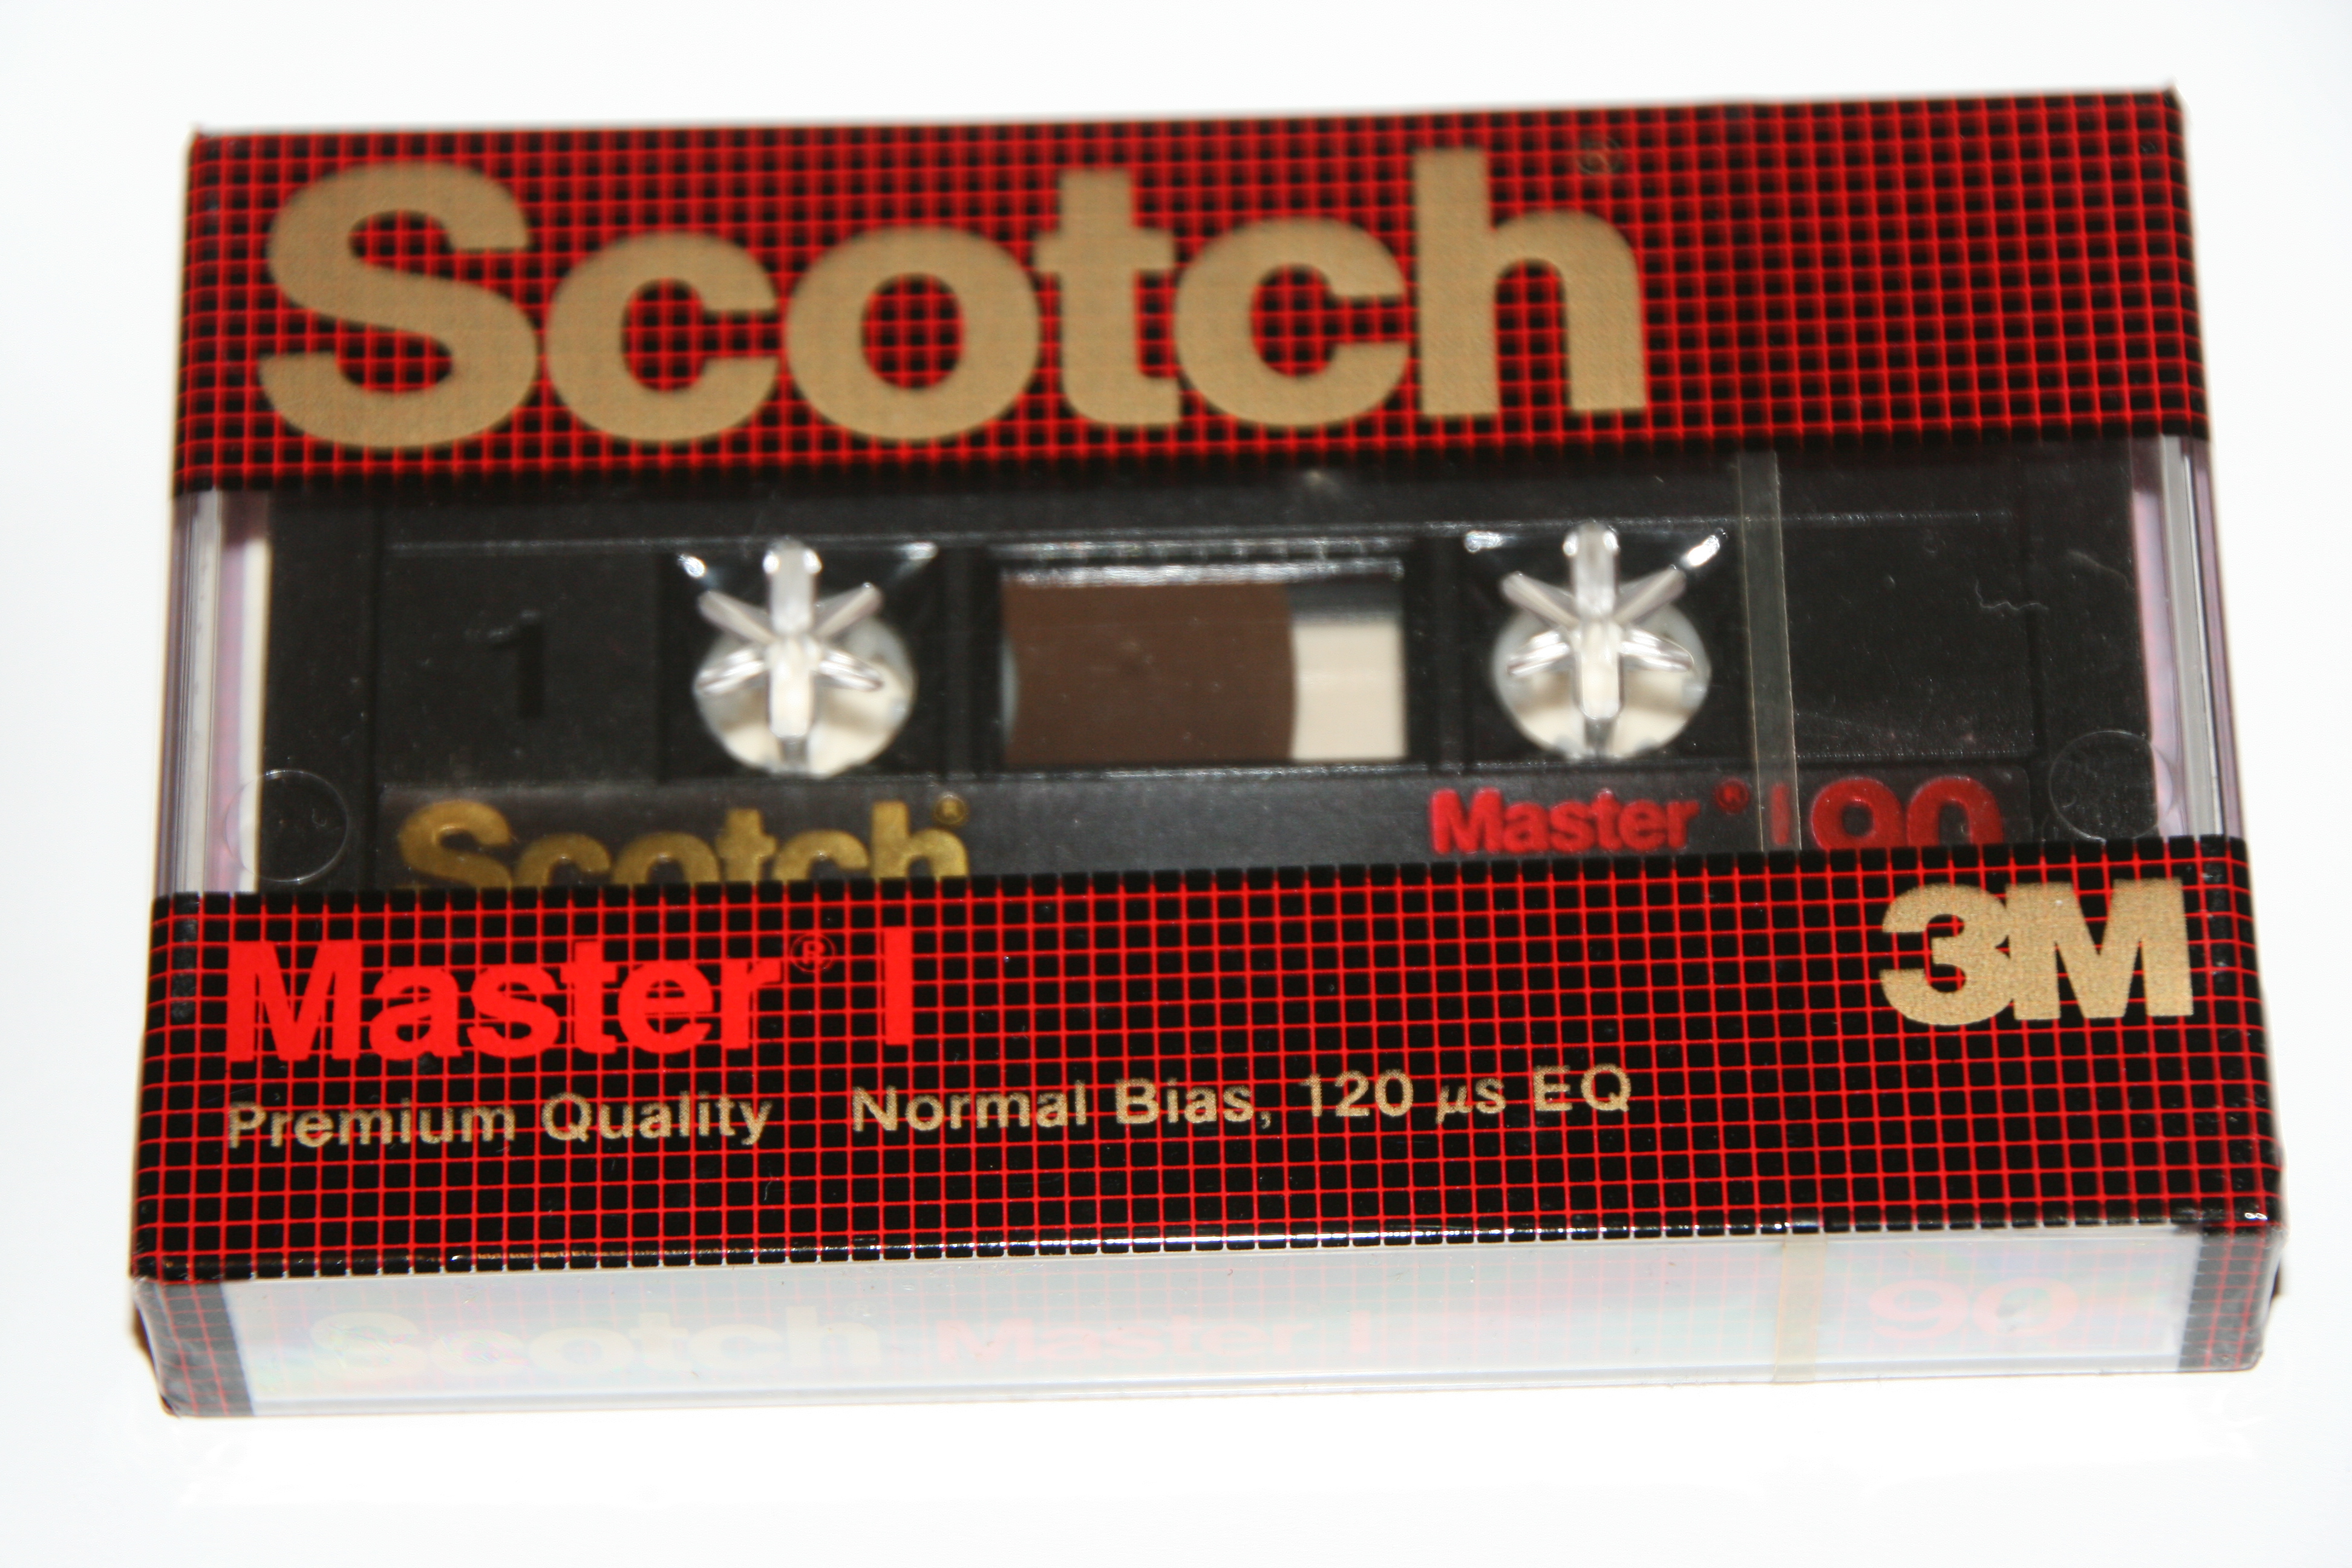 Scotch®
1
Scotch®
Master® I 90
3M
Master® I
Premium Quality Normal Bias, 120 µs EQ
Scotch Master I 90